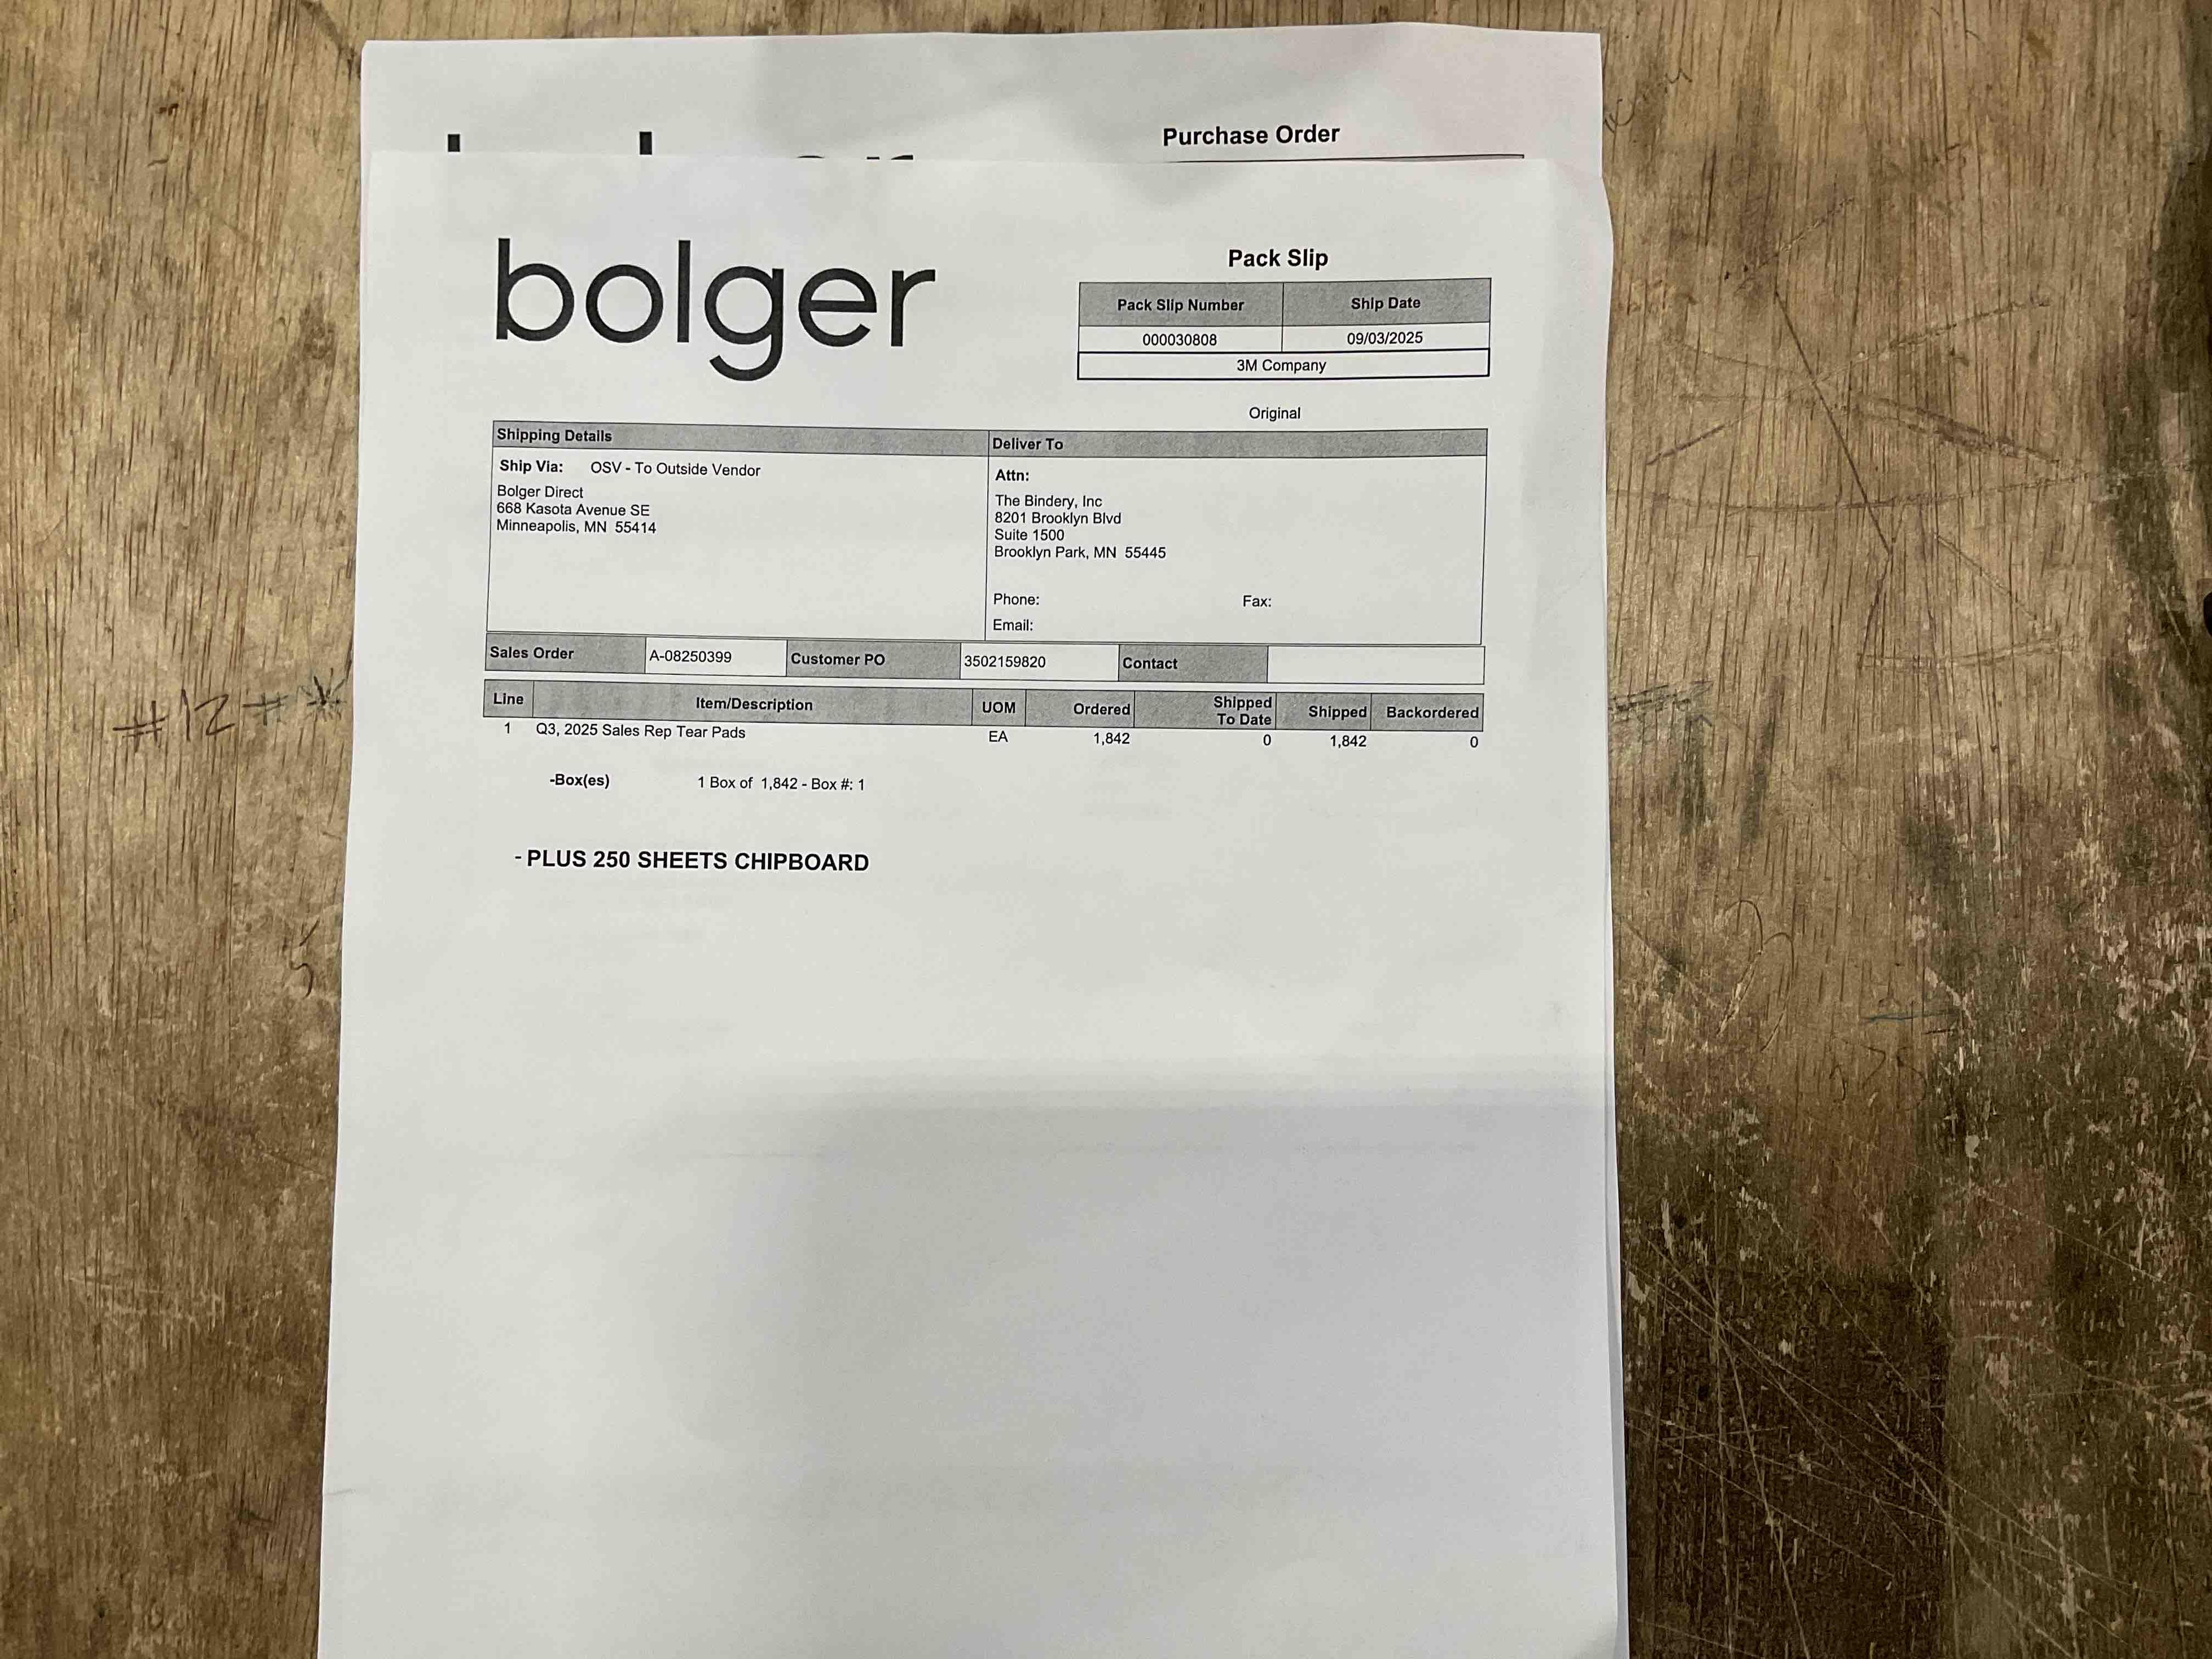 Purchase Order
bolger
Pack Slip
Pack Slip Number Ship Date
000030808 09/03/2025
3M Company
Original
Shipping Details
Ship Via: OSV - To Outside Vendor
Bolger Direct
668 Kasota Avenue SE
Minneapolis, MN 55414
Deliver To
Attn:
The Bindery, Inc
8201 Brooklyn Blvd
Suite 1500
Brooklyn Park, MN 55445
Phone: Fax:
Email:
Sales Order A-08250399 Customer PO 3502159820 Contact
Line Item/Description UOM Ordered Shipped To Date Shipped Backordered
1 Q3, 2025 Sales Rep Tear Pads EA 1,842 0 1,842 0
-Box(es) 1 Box of 1,842 - Box #: 1
- PLUS 250 SHEETS CHIPBOARD
#12